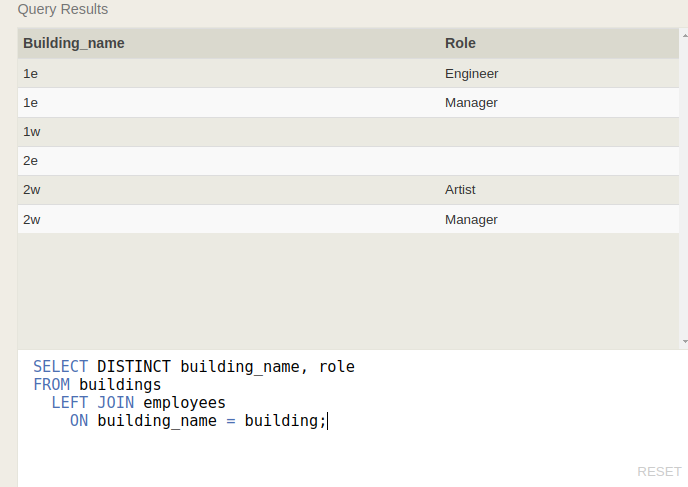 Query Results
Building_name Role
1e Engineer
1e Manager
1w
2e
2w Artist
2w Manager
SELECT DISTINCT building_name, role
FROM buildings
LEFT JOIN employees
ON building_name = building;
RESET